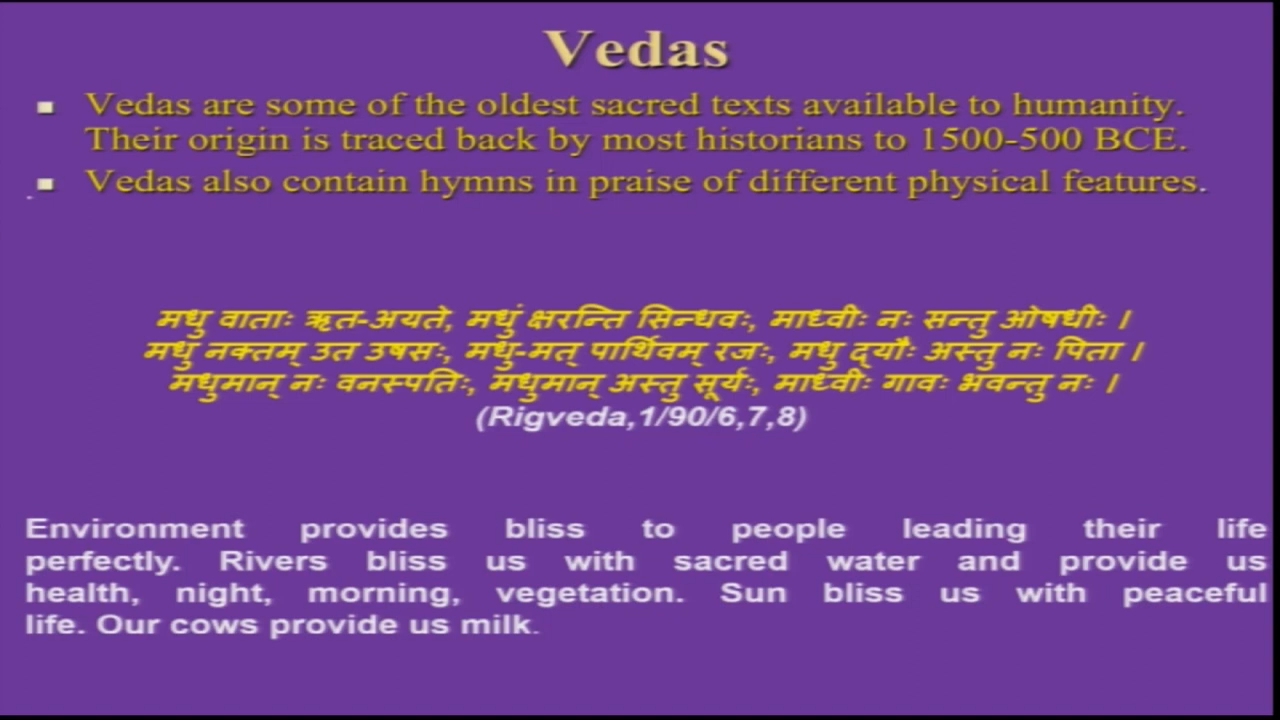 Vedas
Vedas are some of the oldest sacred texts available to humanity.
Their origin is traced back by most historians to 1500-500 BCE.
Vedas also contain hymns in praise of different physical features.
मधु वाताः ऋत-अयते, मधुं क्षरन्ति सिन्धवः, माध्वीः नः सन्तु ओषधीः ।
मधु नक्तम् उत उषसः, मधु-मत् पार्थिवम् रजः, मधु द्यौः अस्तु नः पिता ।
मधुमान् नः वनस्पतिः, मधुमान् अस्तु सूर्यः, माध्वीः गावः भवन्तु नः ।
(Rigveda,1/90/6,7,8)
Environment provides bliss to people leading their life
perfectly. Rivers bliss us with sacred water and provide us
health, night, morning, vegetation. Sun bliss us with peaceful
life. Our cows provide us milk.